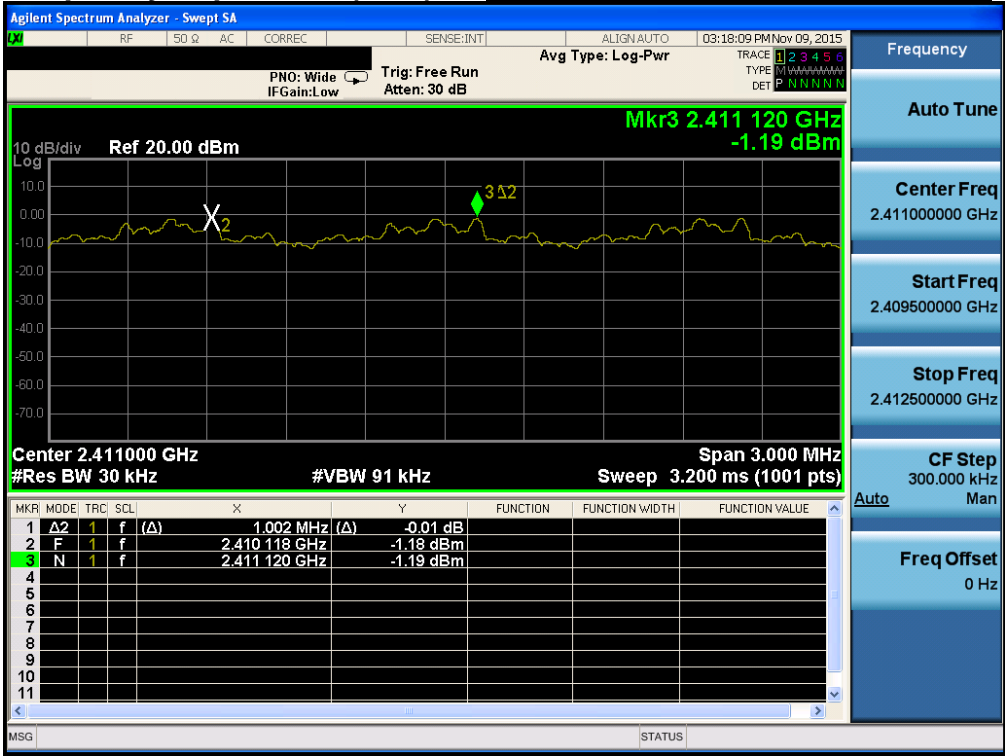 Agilent Spectrum Analyzer - Swept SA
LXI RF 50 Ω AC CORREC SENSE:INT ALIGN AUTO 03:18:09 PM Nov 09, 2015
PNO: Wide Trig: Free Run Avg Type: Log-Pwr TRACE 1 2 3 4 5 6
IFGain:Low Atten: 30 dB TYPE M WWWWW
DET P N N N N N
Mkr3 2.411 120 GHz
-1.19 dBm
10 dB/div Ref 20.00 dBm
Log
10.0
0.00
-10.0
-20.0
-30.0
-40.0
-50.0
-60.0
-70.0
2
3 Δ2
Center 2.411000 GHz Span 3.000 MHz
#Res BW 30 kHz #VBW 91 kHz Sweep 3.200 ms (1001 pts)
MKR MODE TRC SCL X Y FUNCTION FUNCTION WIDTH FUNCTION VALUE
1 Δ2 1 f (Δ) 1.002 MHz (Δ) -0.01 dB
2 F 1 f 2.410 118 GHz -1.18 dBm
3 N 1 f 2.411 120 GHz -1.19 dBm
4
5
6
7
8
9
10
11
MSG STATUS
Frequency
Auto Tune
Center Freq
2.411000000 GHz
Start Freq
2.409500000 GHz
Stop Freq
2.412500000 GHz
CF Step
300.000 kHz
Auto Man
Freq Offset
0 Hz